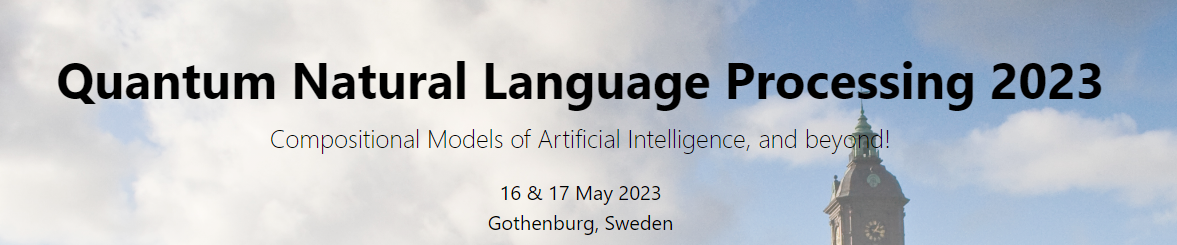 Quantum Natural Language Processing 2023
Compositional Models of Artificial Intelligence, and beyond!
16 & 17 May 2023
Gothenburg, Sweden